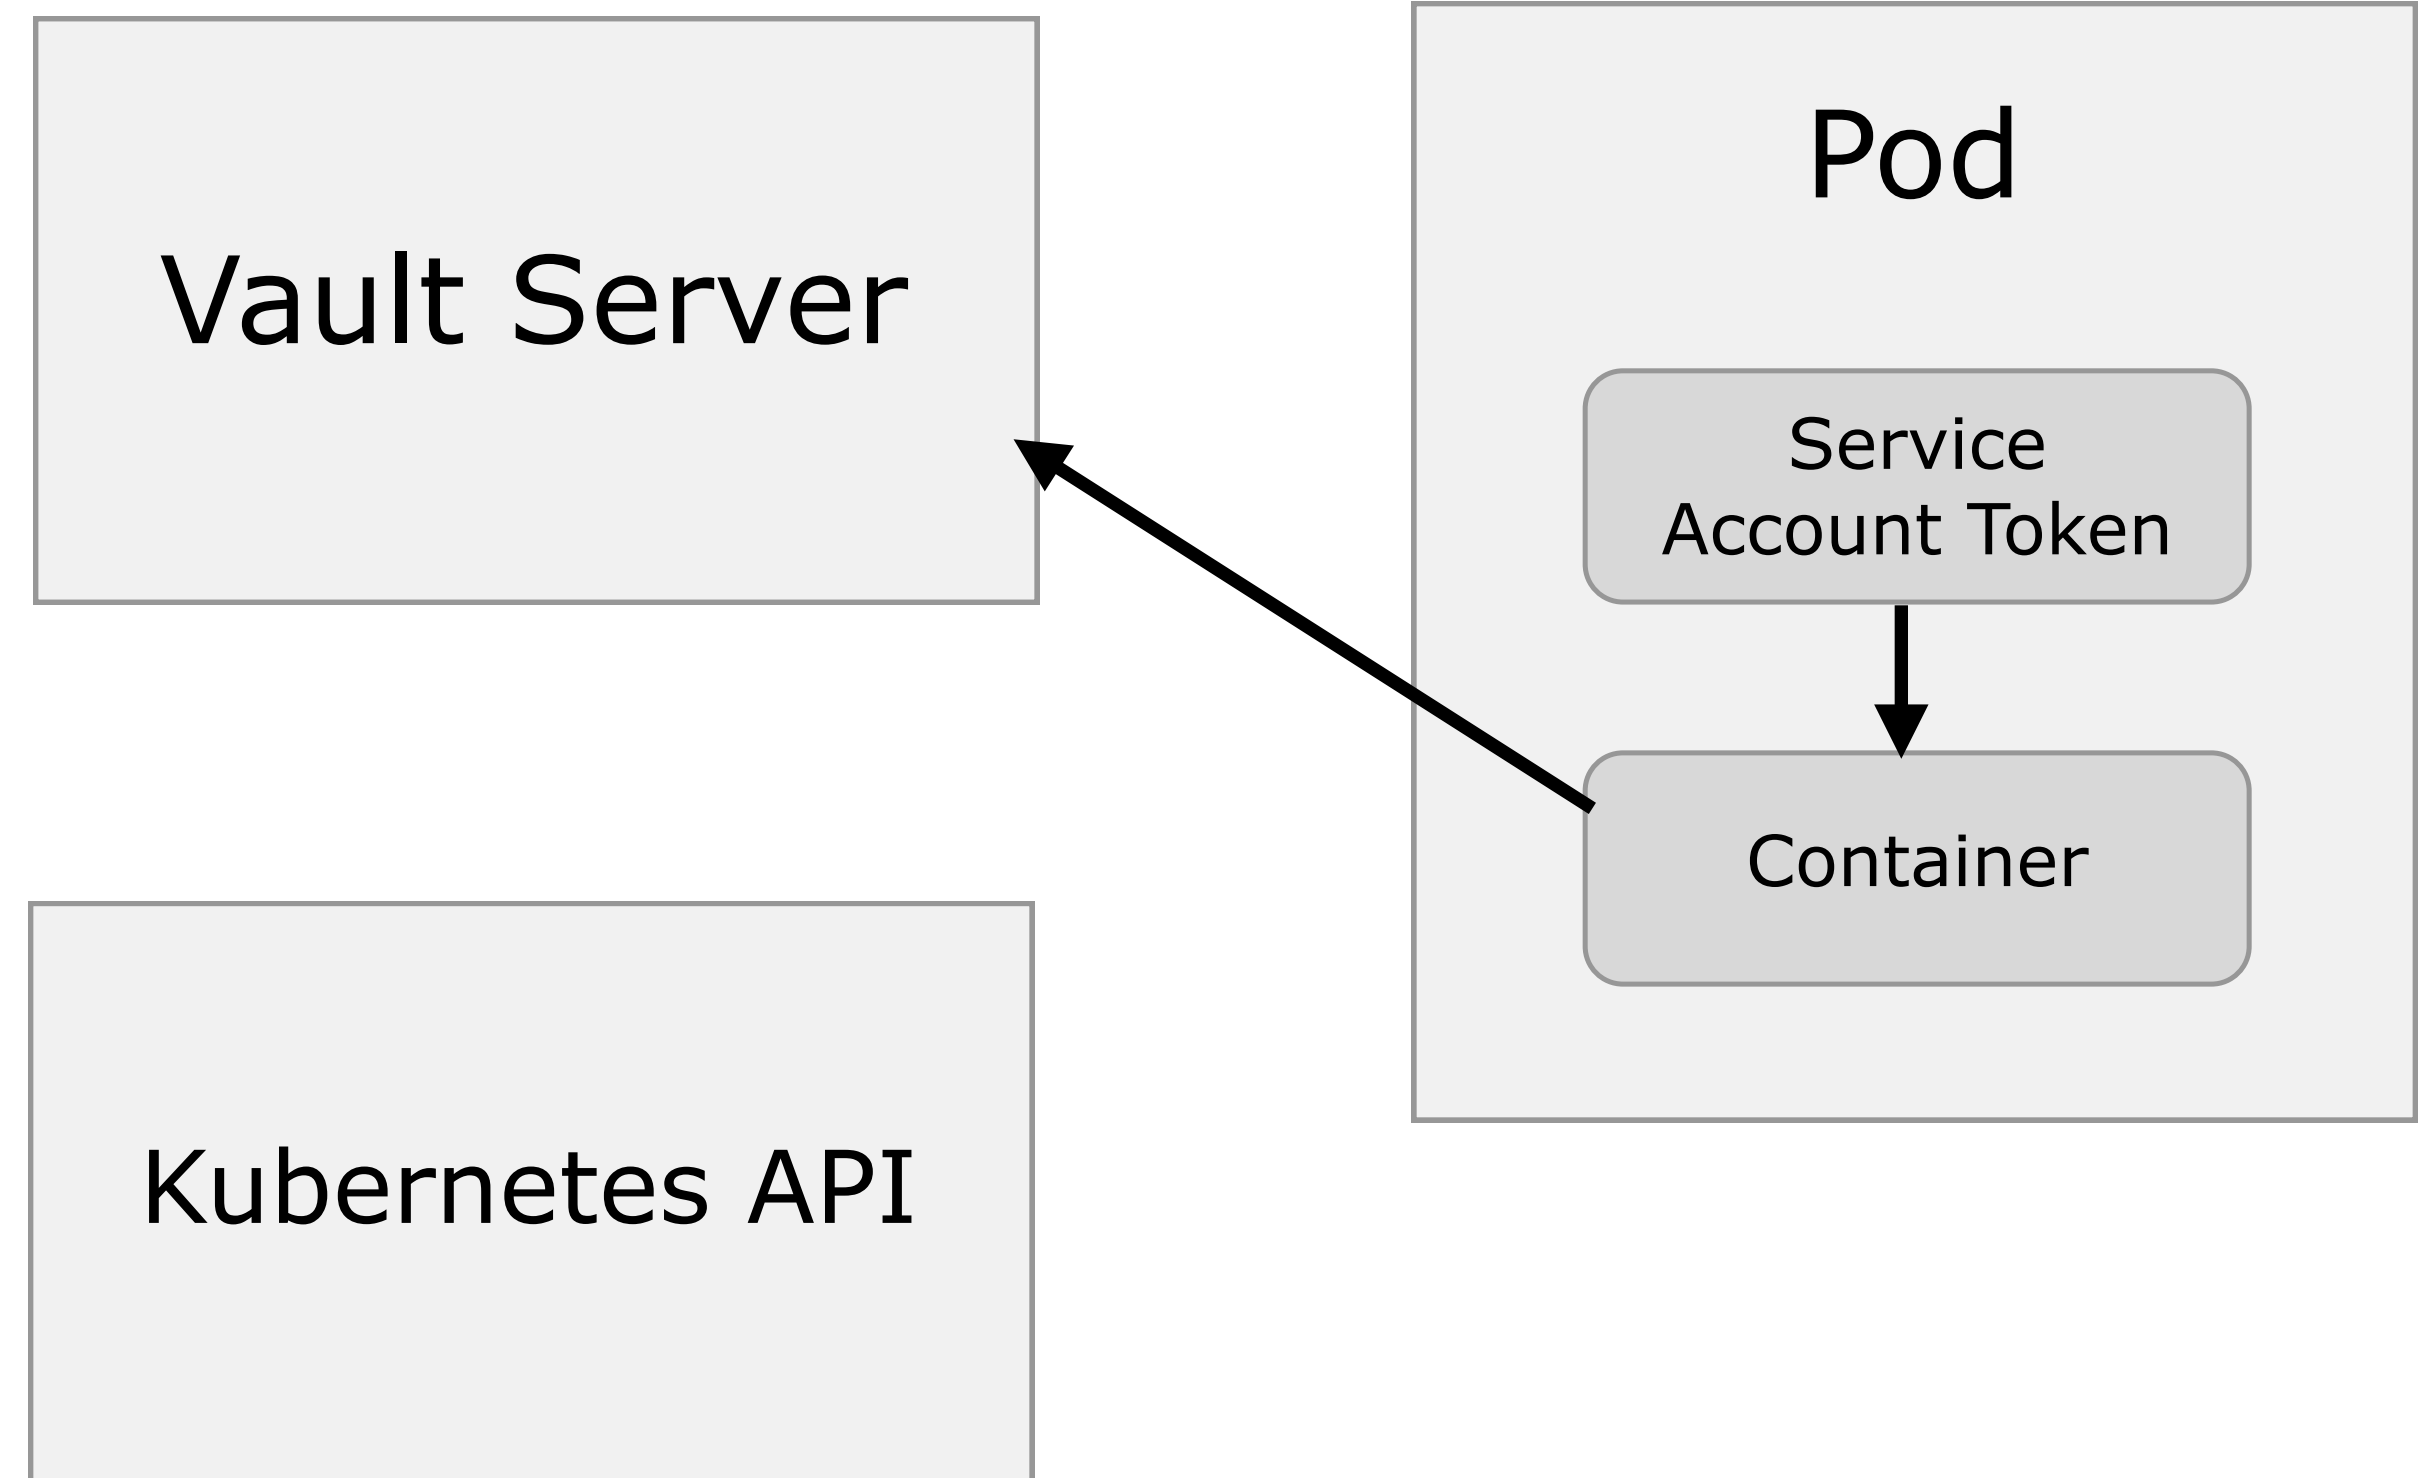 Vault Server
Pod
Service
Account Token
Container
Kubernetes API